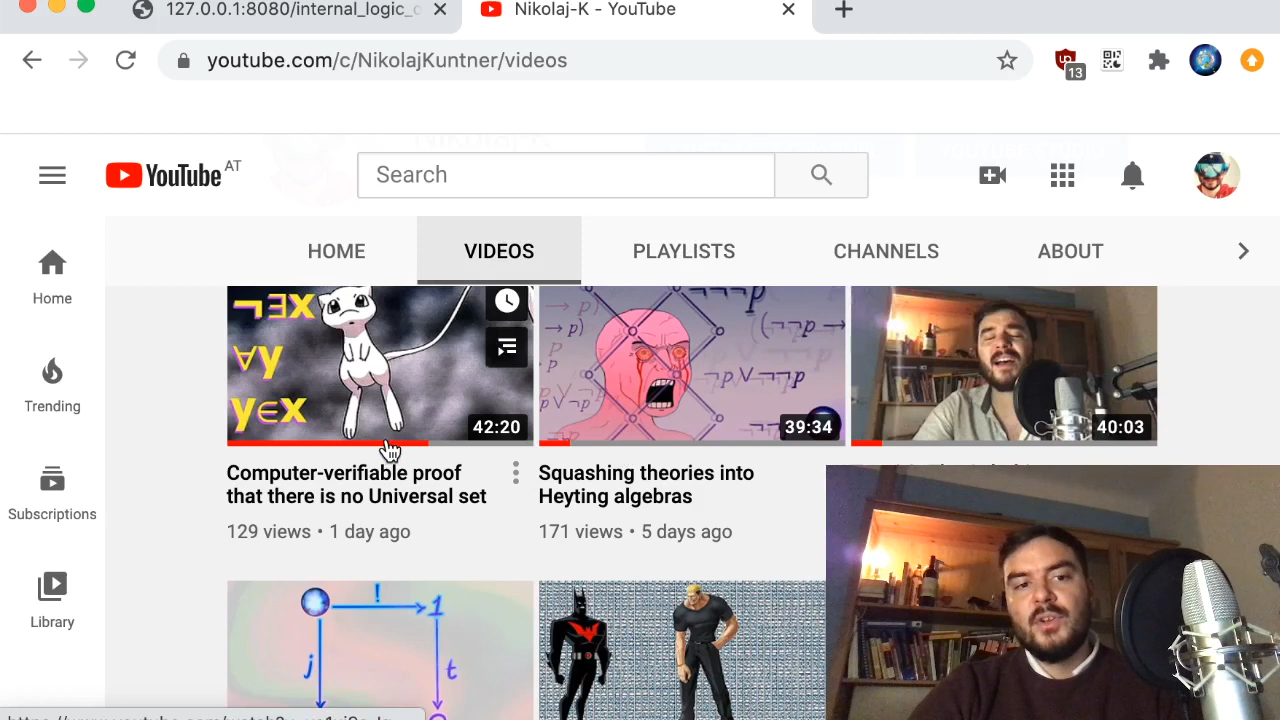 127.0.0.1:8080/internal_logic_o
Nikolaj-K - YouTube
youtube.com/c/NikolajKuntner/videos
13
YouTube AT
Search
HOME
VIDEOS
PLAYLISTS
CHANNELS
ABOUT
Home
Trending
Subscriptions
Library
¬∃x
∀y
y∈x
42:20
¬p∨¬¬p
39:34
40:03
Computer-verifiable proof
that there is no Universal set
129 views • 1 day ago
Squashing theories into
Heyting algebras
171 views • 5 days ago
!
1
j
t